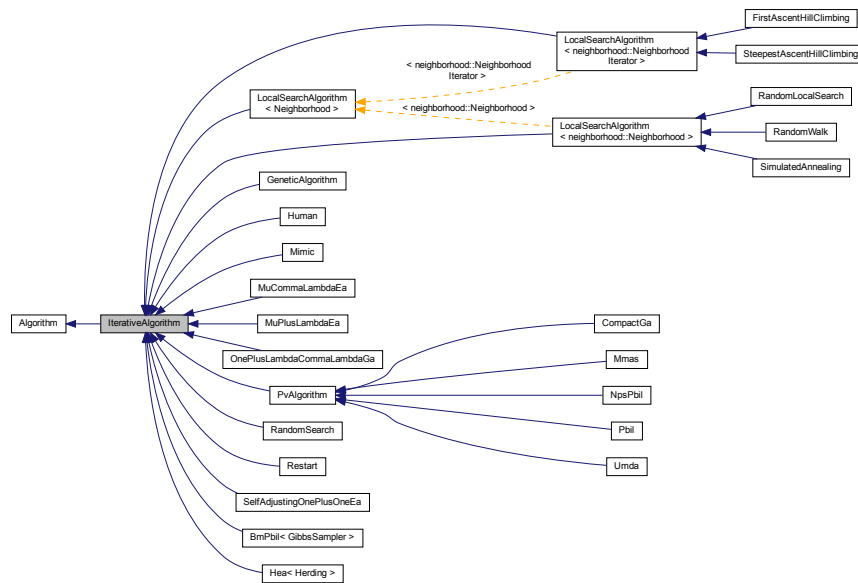 FirstAscentHillClimbing
LocalSearchAlgorithm
< neighborhood::Neighborhood
Iterator >
SteepestAscentHillClimbing
< neighborhood::Neighborhood
Iterator >
LocalSearchAlgorithm
< Neighborhood >
RandomLocalSearch
< neighborhood::Neighborhood >
LocalSearchAlgorithm
< neighborhood::Neighborhood >
RandomWalk
SimulatedAnnealing
GeneticAlgorithm
Human
Mimic
MuCommaLambdaEa
Algorithm
IterativeAlgorithm
MuPlusLambdaEa
CompactGa
OnePlusLambdaCommaLambdaGa
Mmas
PvAlgorithm
NpsPbil
RandomSearch
Pbil
Restart
Umda
SelfAdjustingOnePlusOneEa
BmPbil< GibbsSampler >
Hea< Herding >